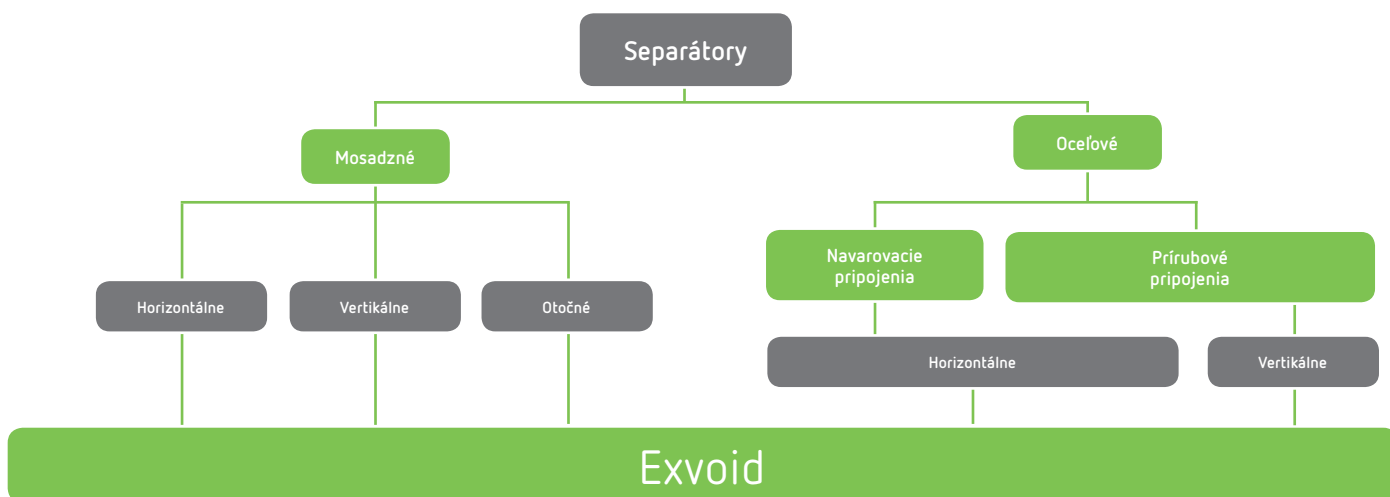 Separátory
Mosadzné
Oceľové
Navarovacie
pripojenia
Prírubové
pripojenia
Horizontálne
Vertikálne
Otočné
Horizontálne
Vertikálne
Exvoid